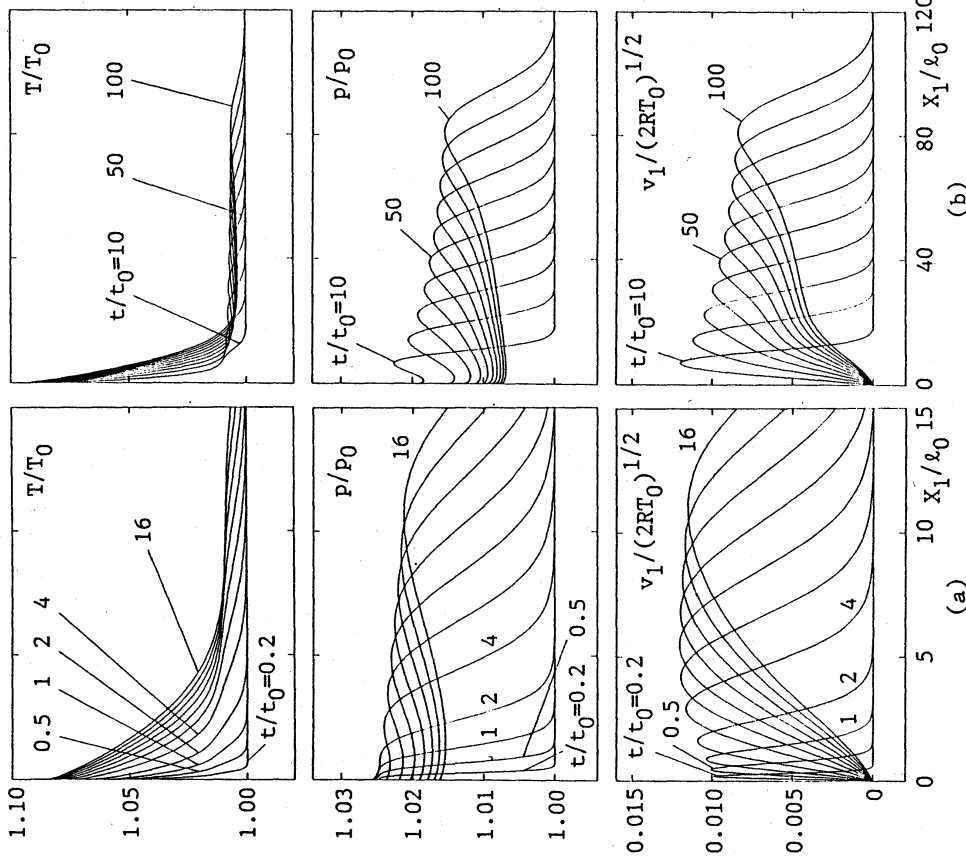 T/T0
0.5 1 2 4 16
t/t0=0.2
1.10
1.05
1.00
T/T0
t/t0=10 50 100
p/p0
16
1 2 4
t/t0=0.2 0.5
1.03
1.02
1.01
1.00
p/p0
t/t0=10 50 100
v1/(2RT0)^1/2
t/t0=0.2
0.5
1 2 4 16
0.015
0.010
0.005
0
0 5 10 15
X1/ℓ0
(a)
v1/(2RT0)^1/2
t/t0=10 50 100
0 40 80 120
X1/ℓ0
(b)